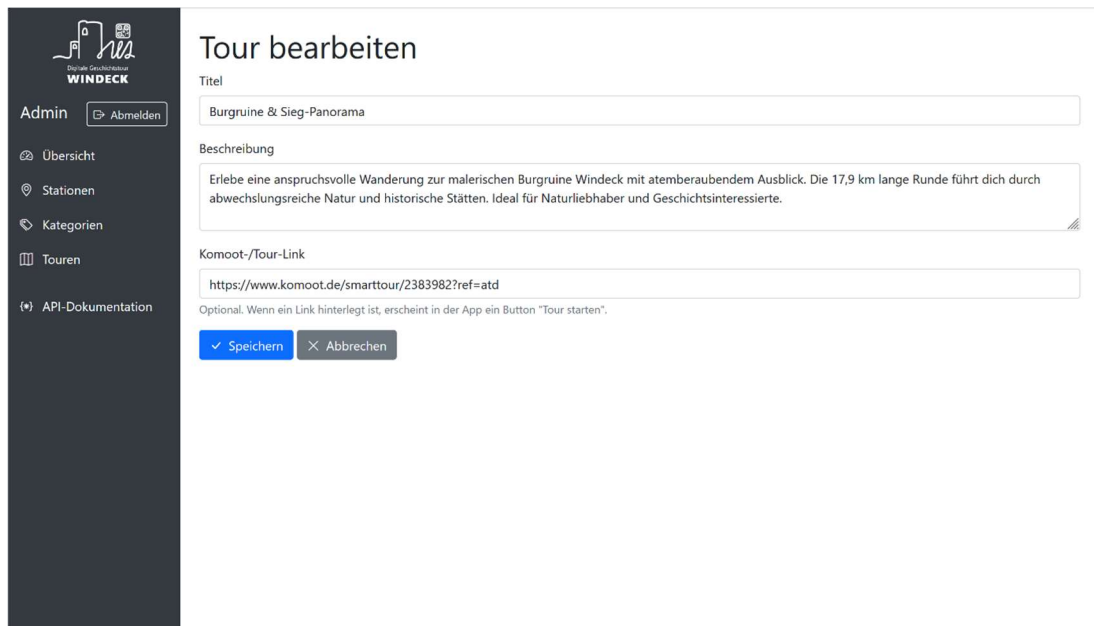 Digitale Geschichtstour
WINDECK
Admin
Abmelden
Übersicht
Stationen
Kategorien
Touren
{*} API-Dokumentation
Tour bearbeiten
Titel
Burgruine & Sieg-Panorama
Beschreibung
Erlebe eine anspruchsvolle Wanderung zur malerischen Burgruine Windeck mit atemberaubendem Ausblick. Die 17,9 km lange Runde führt dich durch
abwechslungsreiche Natur und historische Stätten. Ideal für Naturliebhaber und Geschichtsinteressierte.
Komoot-/Tour-Link
https://www.komoot.de/smarttour/2383982?ref=atd
Optional. Wenn ein Link hinterlegt ist, erscheint in der App ein Button "Tour starten".
Speichern
Abbrechen